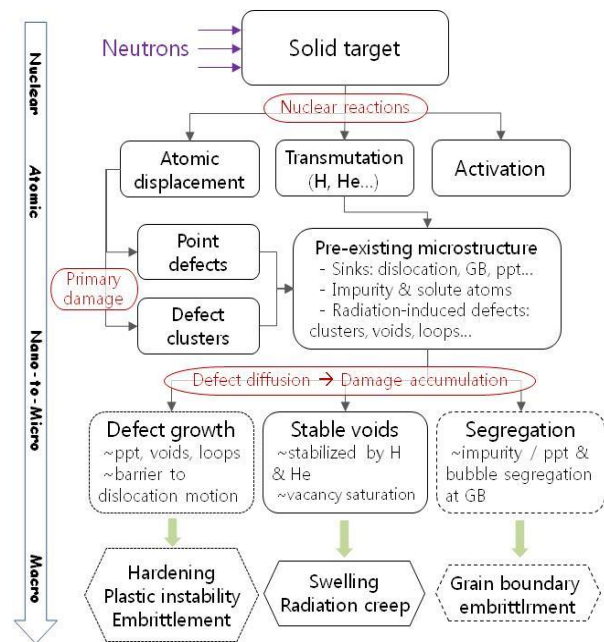 Nuclear
Atomic
Nano-to-Micro
Macro
Neutrons
Solid target
Nuclear reactions
Atomic
displacement
Transmutation
(H, He...)
Activation
Primary
damage
Point
defects
Defect
clusters
Pre-existing microstructure
- Sinks: dislocation, GB, ppt...
- Impurity & solute atoms
- Radiation-induced defects:
clusters, voids, loops...
Defect diffusion → Damage accumulation
Defect growth
~ppt, voids, loops
~barrier to
dislocation motion
Stable voids
~stabilized by H
& He
~vacancy saturation
Segregation
~impurity / ppt &
bubble segregation
at GB
Hardening
Plastic instability
Embrittlement
Swelling
Radiation creep
Grain boundary
embrittlrment